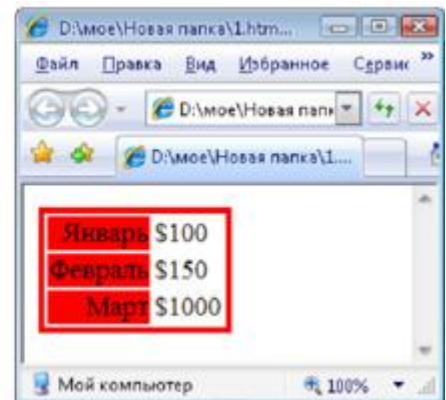 D:\мое\Новая папка\1.htm...
Файл Правка Вид Избранное Сервис »
D:\мое\Новая папк
D:\мое\Новая папка\1....
Январь $100
Февраль $150
Март $1000
Мой компьютер 100%